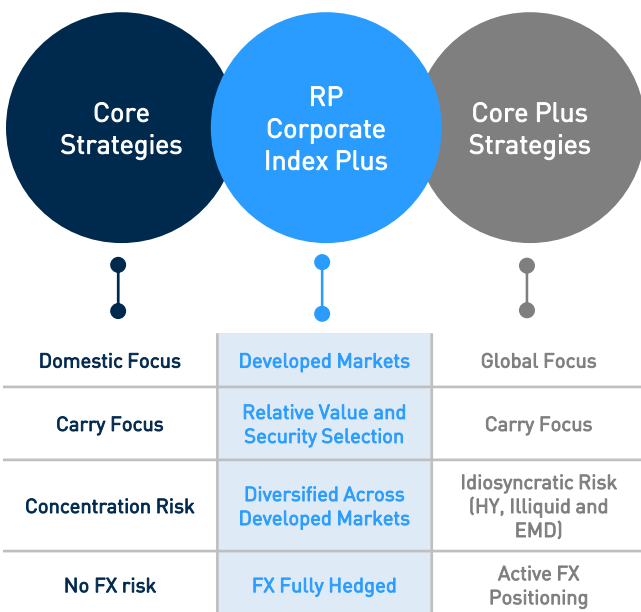 Core
Strategies
RP
Corporate
Index Plus
Core Plus
Strategies
Domestic Focus
Developed Markets
Global Focus
Carry Focus
Relative Value and
Security Selection
Carry Focus
Concentration Risk
Diversified Across
Developed Markets
Idiosyncratic Risk
(HY, Illiquid and
EMD)
No FX risk
FX Fully Hedged
Active FX
Positioning